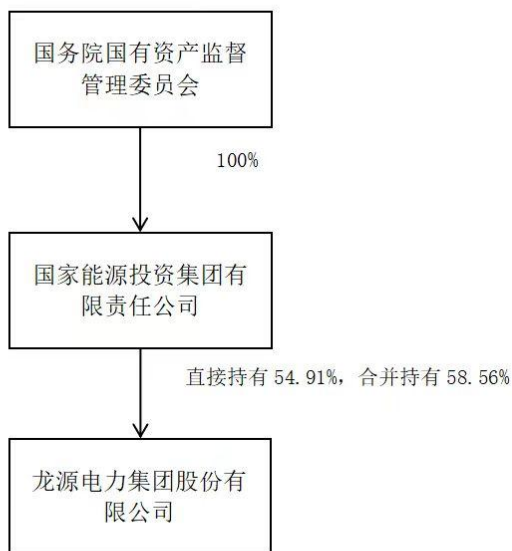 国务院国有资产监督
管理委员会
100%
国家能源投资集团有
限责任公司
直接持有 54.91%，合并持有 58.56%
龙源电力集团股份有
限公司